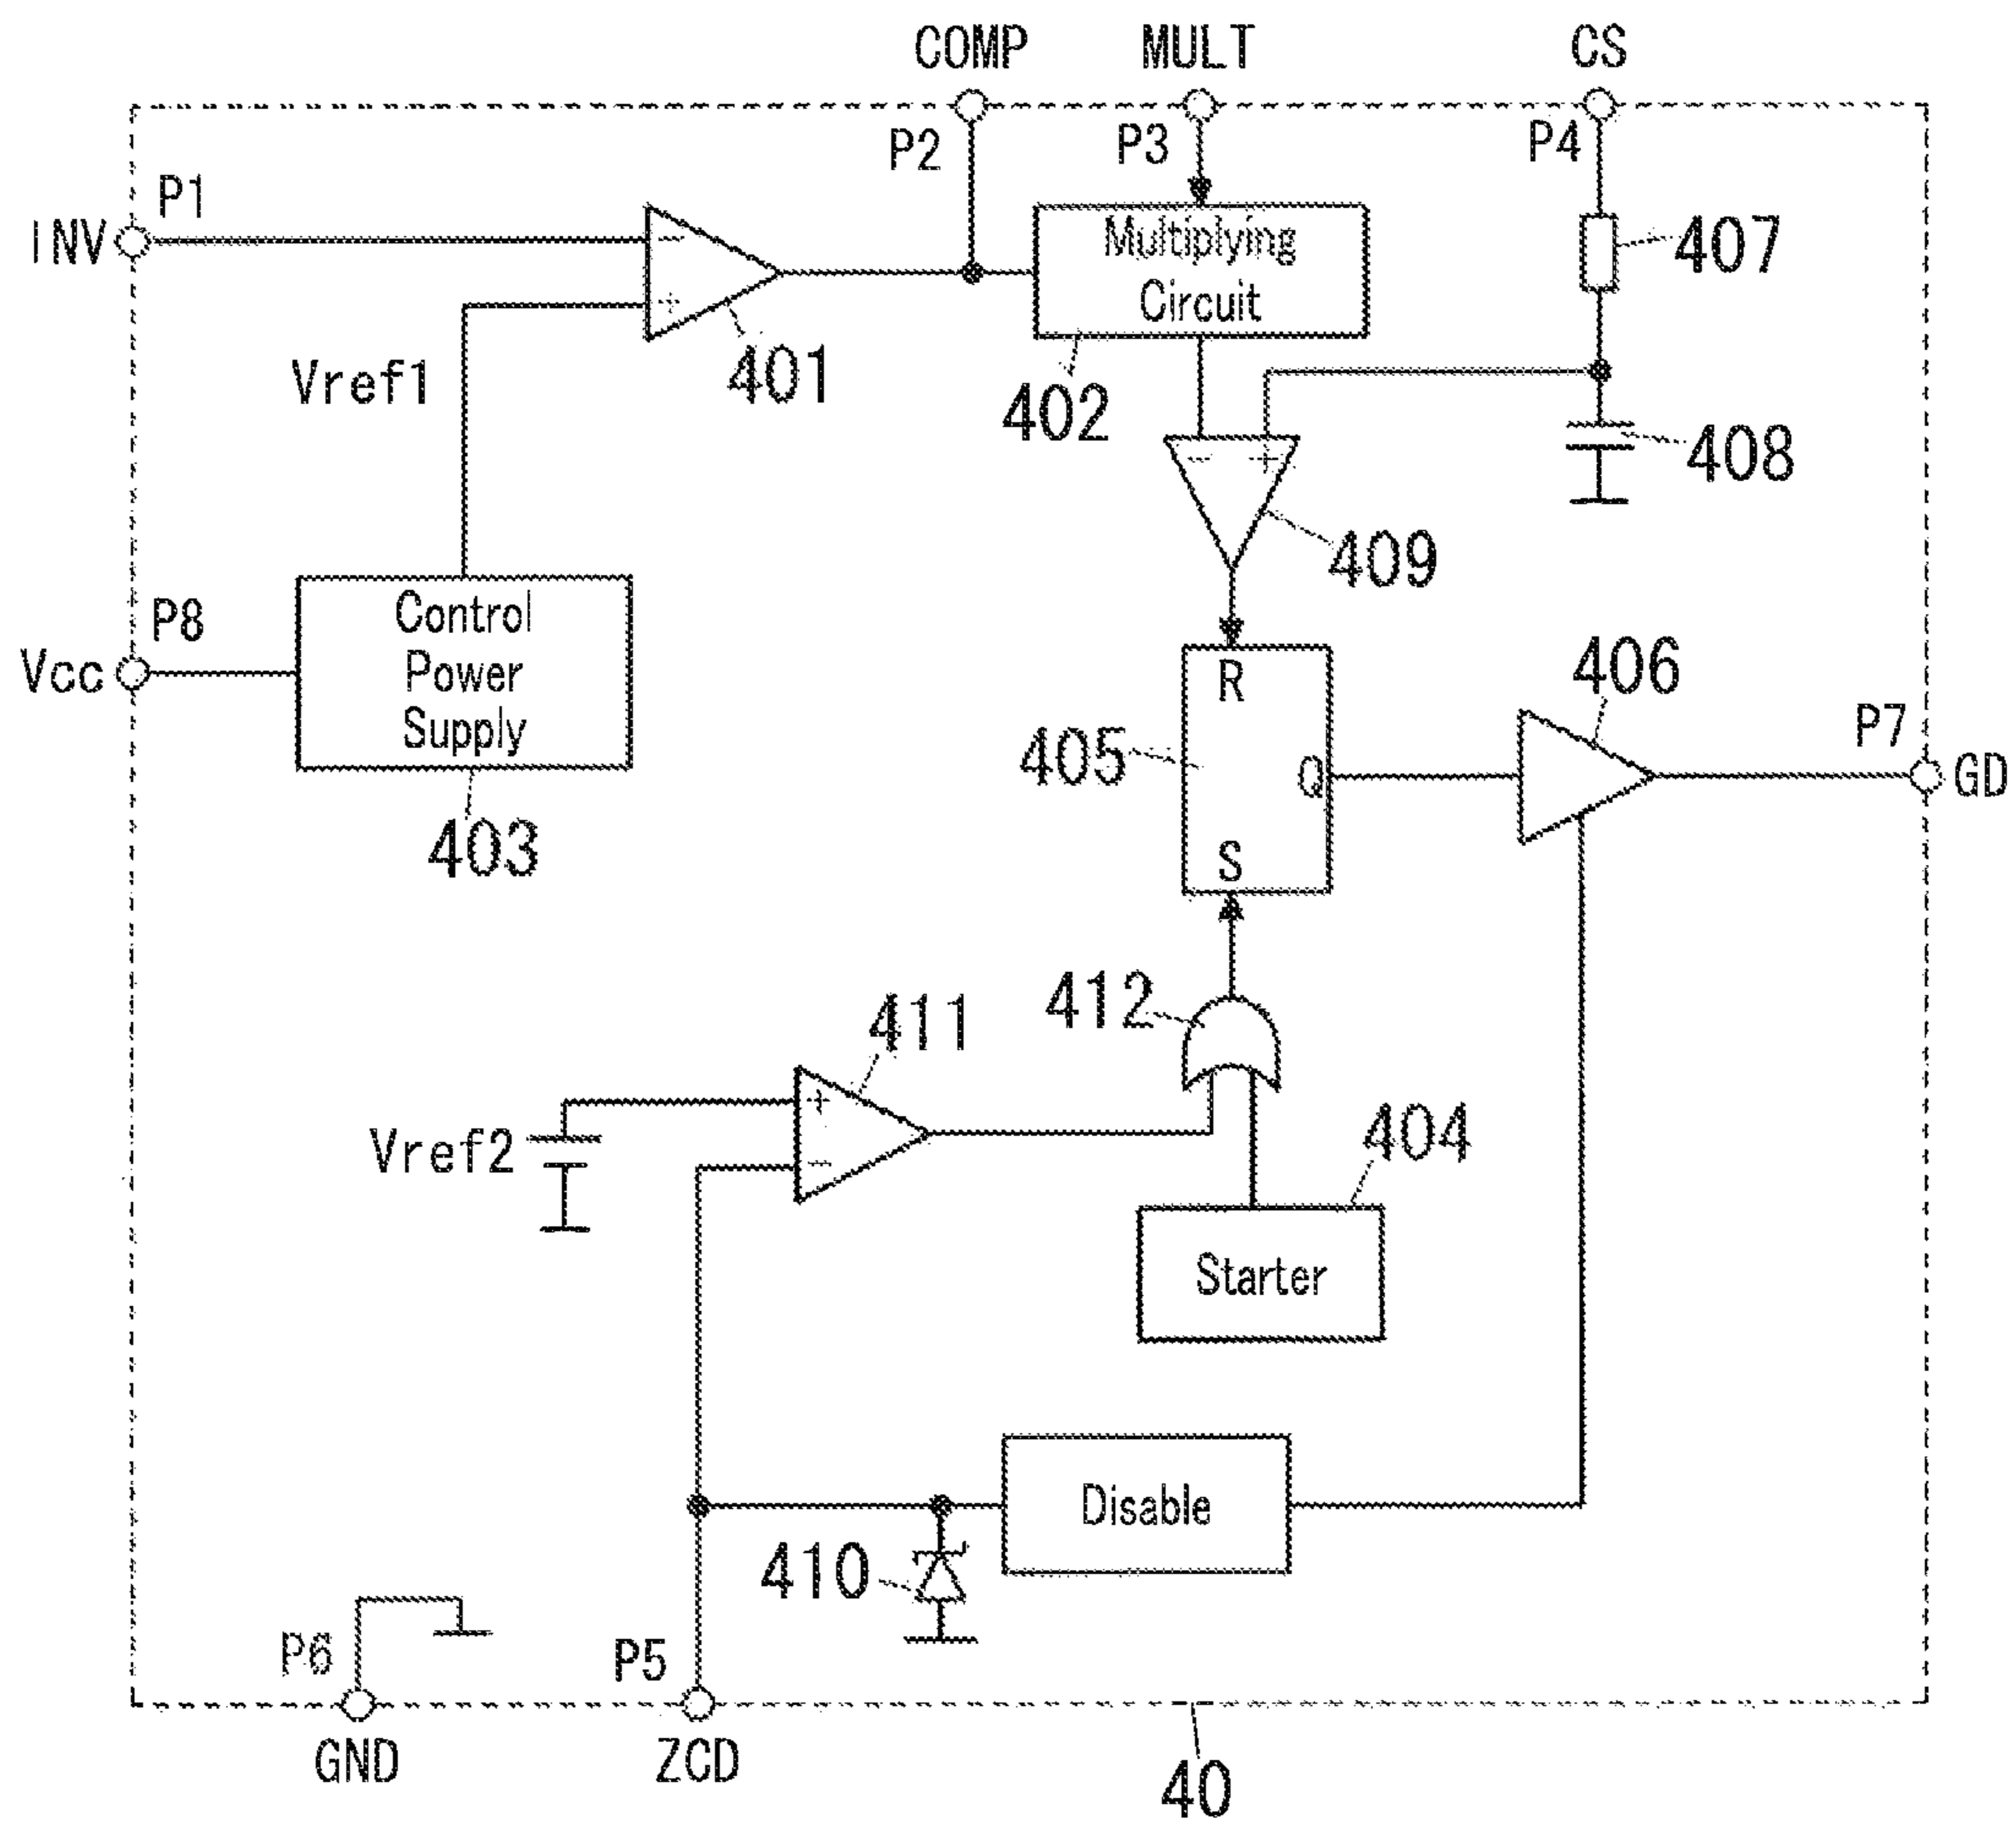 COMP
MULT
CS
P2
P3
P4
P1
INV
−
+
401
Multiplying
Circuit
402
407
408
Vref1
−
+
409
P8
Vcc
Control
Power
Supply
403
R
405
Q
S
406
P7
GD
412
411
+
−
Vref2
404
Starter
Disable
410
P6
GND
P5
ZCD
40